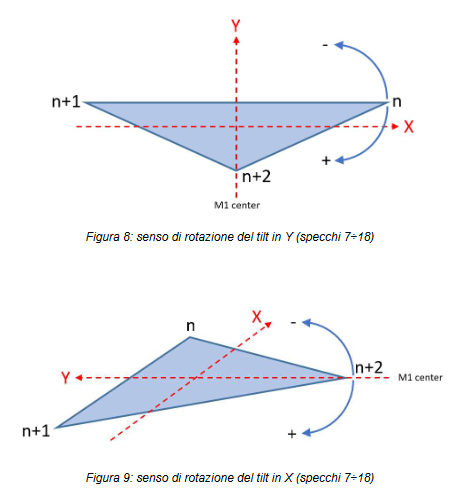 Y
-
n+1
n
X
+
n+2
M1 center
Figura 8: senso di rotazione del tilt in Y (specchi 7÷18)
X
-
n
n+2
Y
M1 center
n+1
+
Figura 9: senso di rotazione del tilt in X (specchi 7÷18)